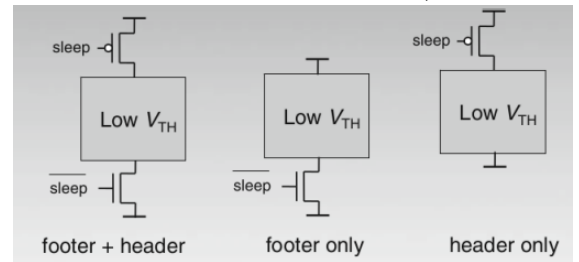 sleep
Low VTH
sleep
footer + header
Low VTH
sleep
footer only
sleep
Low VTH
header only